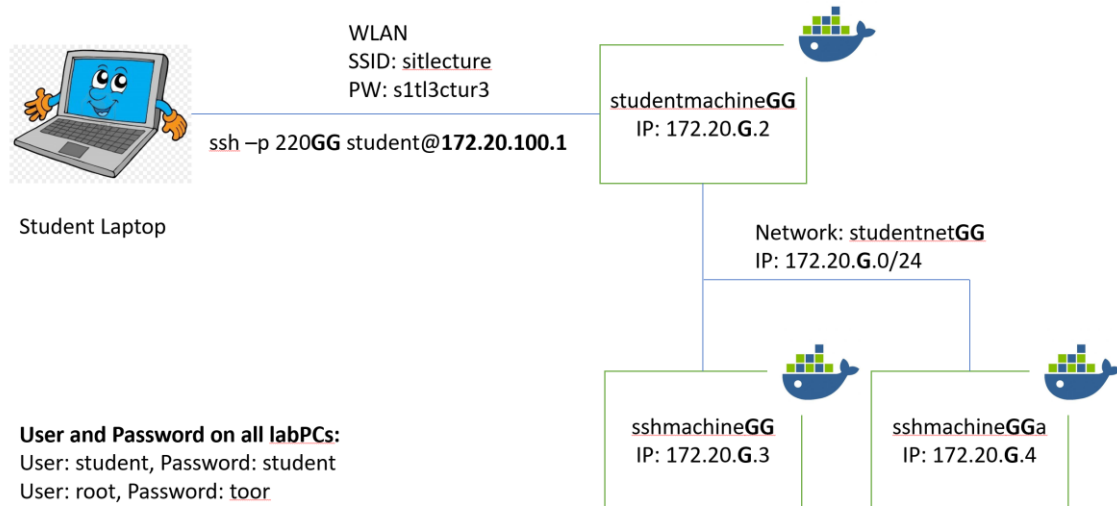 WLAN
SSID: sitlecture
PW: s1tl3ctur3
ssh –p 220GG student@172.20.100.1
Student Laptop
studentmachineGG
IP: 172.20.G.2
Network: studentnetGG
IP: 172.20.G.0/24
sshmachineGG
IP: 172.20.G.3
sshmachineGGa
IP: 172.20.G.4
User and Password on all labPCs:
User: student, Password: student
User: root, Password: toor